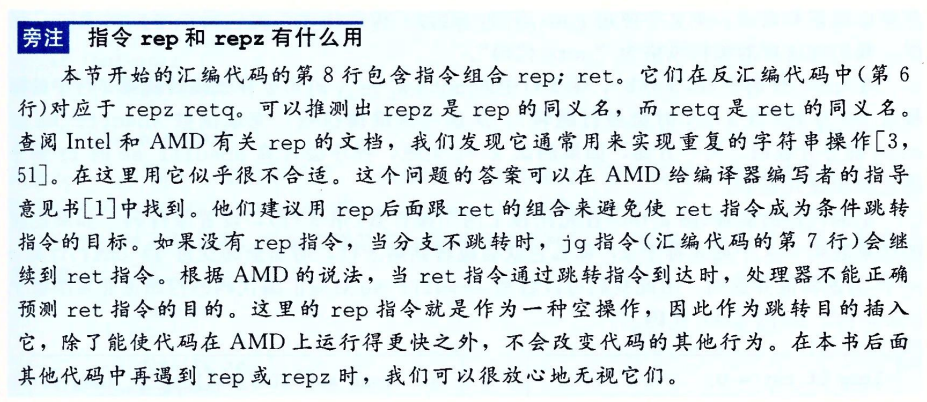 旁注 指令 rep 和 repz 有什么用
本节开始的汇编代码的第 8 行包含指令组合 rep; ret。它们在反汇编代码中(第 6
行)对应于 repz retq。可以推测出 repz 是 rep 的同义名，而 retq 是 ret 的同义名。
查阅 Intel 和 AMD 有关 rep 的文档，我们发现它通常用来实现重复的字符串操作[3，
51]。在这里用它似乎很不合适。这个问题的答案可以在 AMD 给编译器编写者的指导
意见书[1]中找到。他们建议用 rep 后面跟 ret 的组合来避免使 ret 指令成为条件跳转
指令的目标。如果没有 rep 指令，当分支不跳转时，jg 指令(汇编代码的第 7 行)会继
续到 ret 指令。根据 AMD 的说法，当 ret 指令通过跳转指令到达时，处理器不能正确
预测 ret 指令的目的。这里的 rep 指令就是作为一种空操作，因此作为跳转目的插入
它，除了能使代码在 AMD 上运行得更快之外，不会改变代码的其他行为。在本书后面
其他代码中再遇到 rep 或 repz 时，我们可以很放心地无视它们。